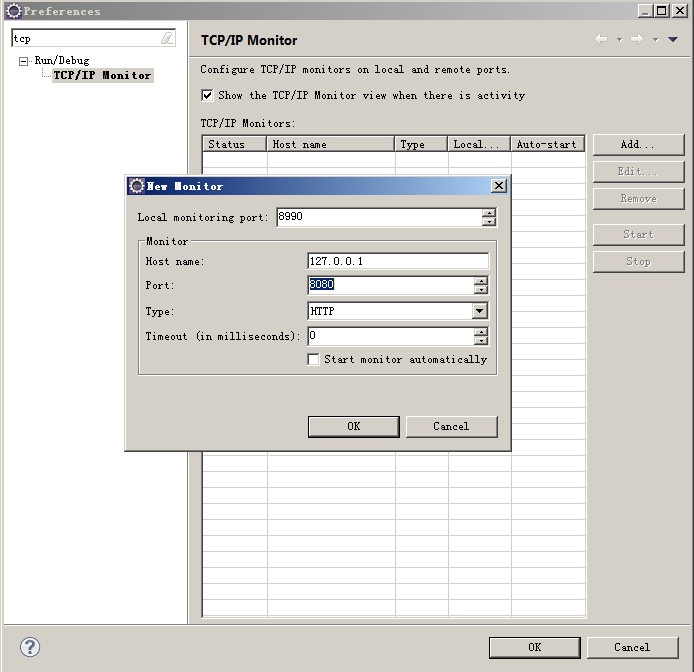 Preferences
tcp
Run/Debug
TCP/IP Monitor
TCP/IP Monitor
Configure TCP/IP monitors on local and remote ports.
Show the TCP/IP Monitor view when there is activity
TCP/IP Monitors:
Status Host name Type Local... Auto-start
Add...
Edit...
Remove
Start
Stop
New Monitor
Local monitoring port: 8990
Monitor
Host name: 127.0.0.1
Port: 8080
Type: HTTP
Timeout (in milliseconds): 0
Start monitor automatically
OK Cancel
? OK Cancel